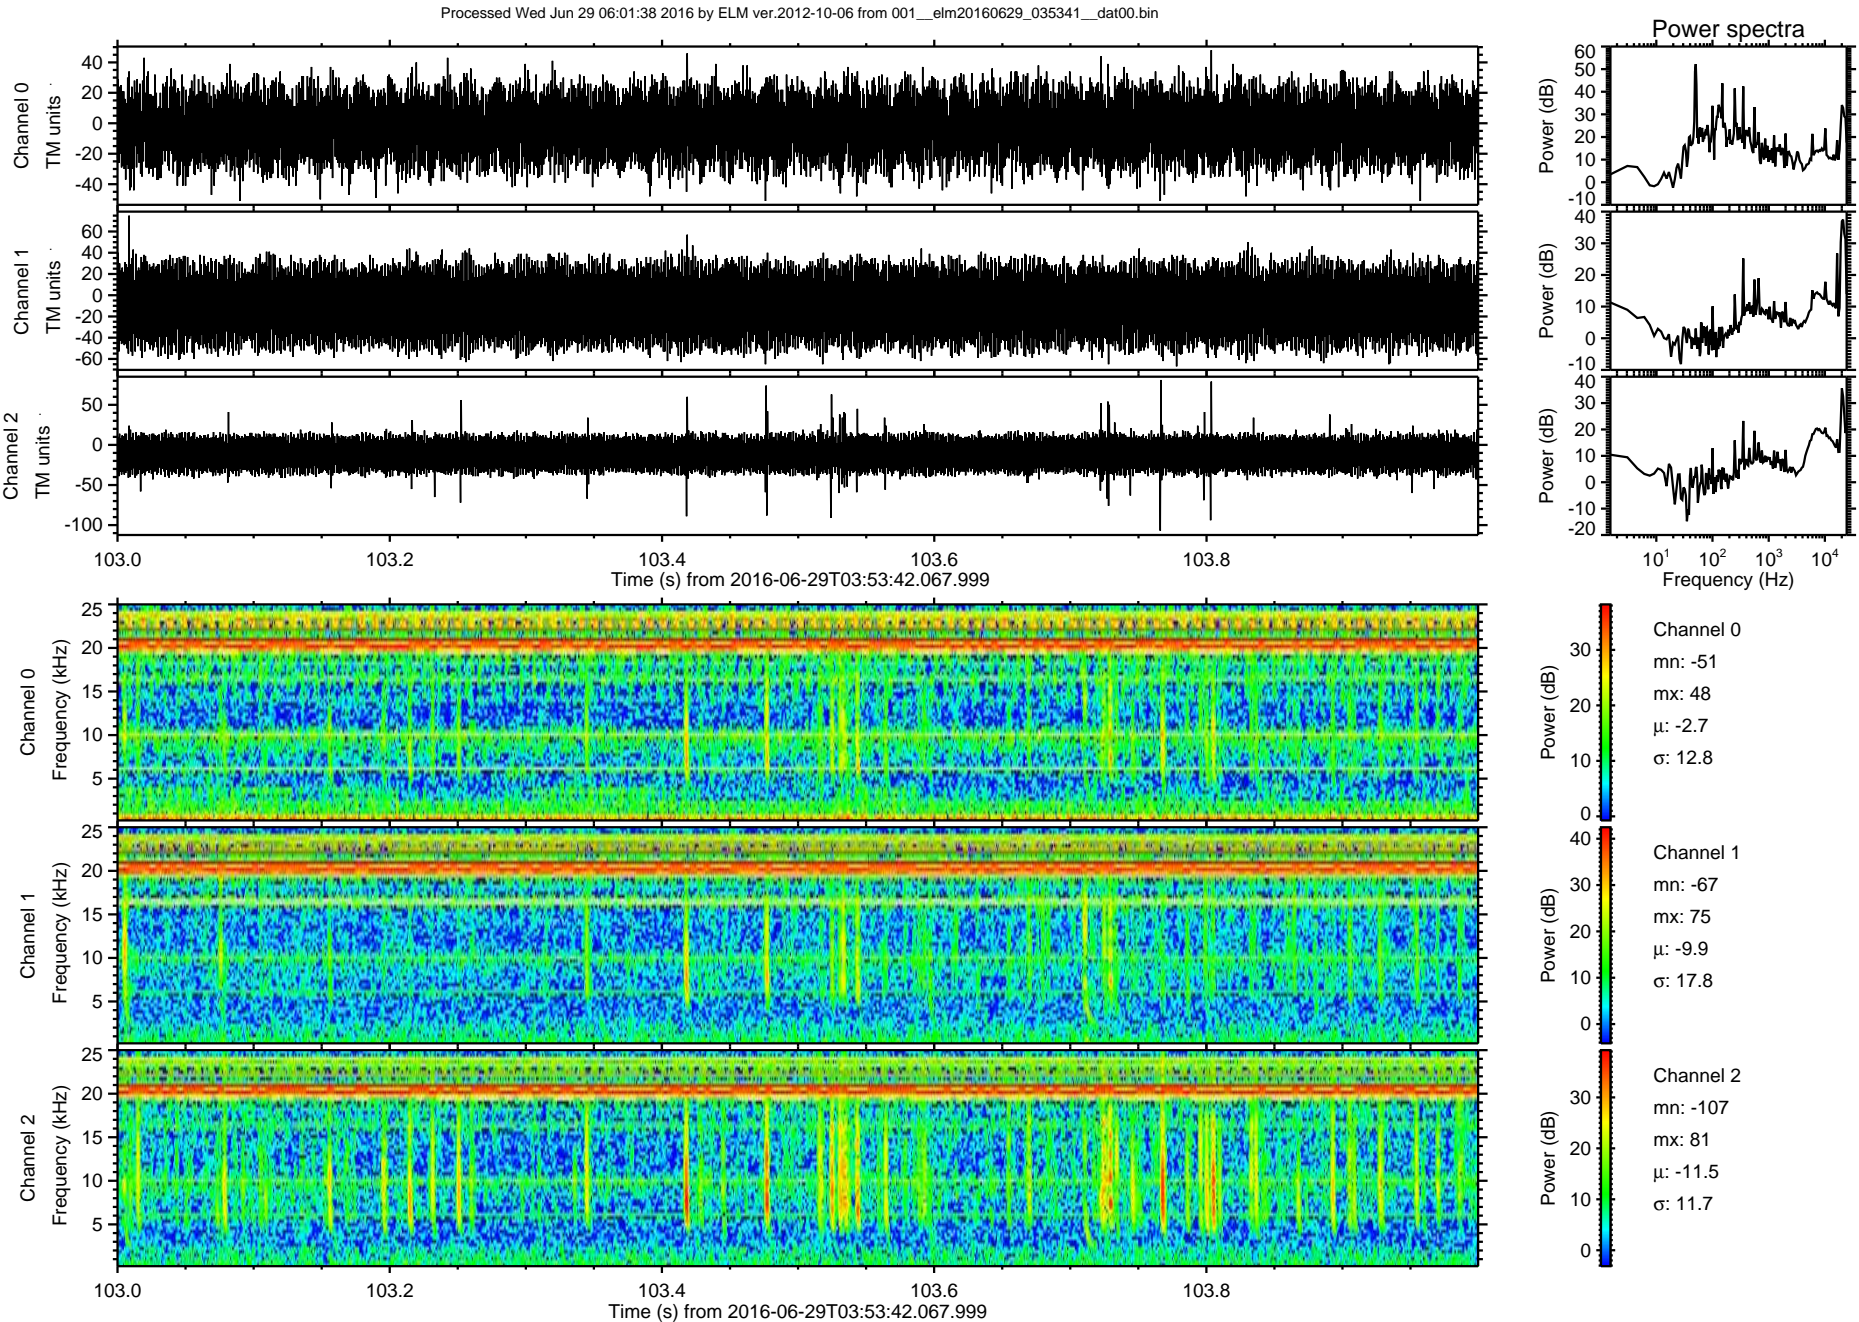 Processed Wed Jun 29 06:01:38 2016 by ELM ver.2012-10-06 from 001__elm20160629_035341__dat00.bin
Power spectra
Channel 0
TM units
40
20
0
-20
-40
Power (dB)
60
50
40
30
20
10
0
-10
Channel 1
TM units
60
40
20
0
-20
-40
-60
Power (dB)
40
30
20
10
0
-10
Channel 2
TM units
50
0
-50
-100
Power (dB)
40
30
20
10
0
-10
-20
103.0 103.2 103.4 103.6 103.8
Time (s) from 2016-06-29T03:53:42.067.999
10¹ 10² 10³ 10⁴
Frequency (Hz)
Channel 0
Frequency (kHz)
25
20
15
10
5
Power (dB)
30
20
10
0
Channel 0
mn: -51
mx: 48
μ: -2.7
σ: 12.8
Channel 1
Frequency (kHz)
25
20
15
10
5
Power (dB)
40
30
20
10
0
Channel 1
mn: -67
mx: 75
μ: -9.9
σ: 17.8
Channel 2
Frequency (kHz)
25
20
15
10
5
Power (dB)
30
20
10
0
Channel 2
mn: -107
mx: 81
μ: -11.5
σ: 11.7
103.0 103.2 103.4 103.6 103.8
Time (s) from 2016-06-29T03:53:42.067.999